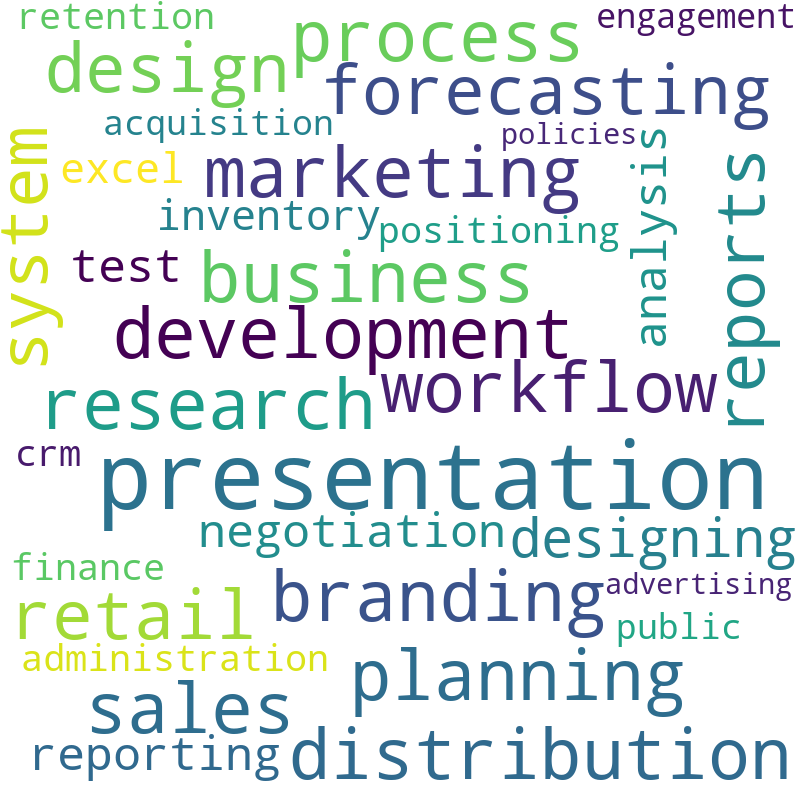 retention
engagement
process
design
forecasting
acquisition
policies
system
excel
marketing
analysis
reports
inventory
positioning
test
business
development
workflow
research
crm
presentation
negotiation
designing
finance
branding
advertising
retail
public
administration
planning
sales
reporting
distribution